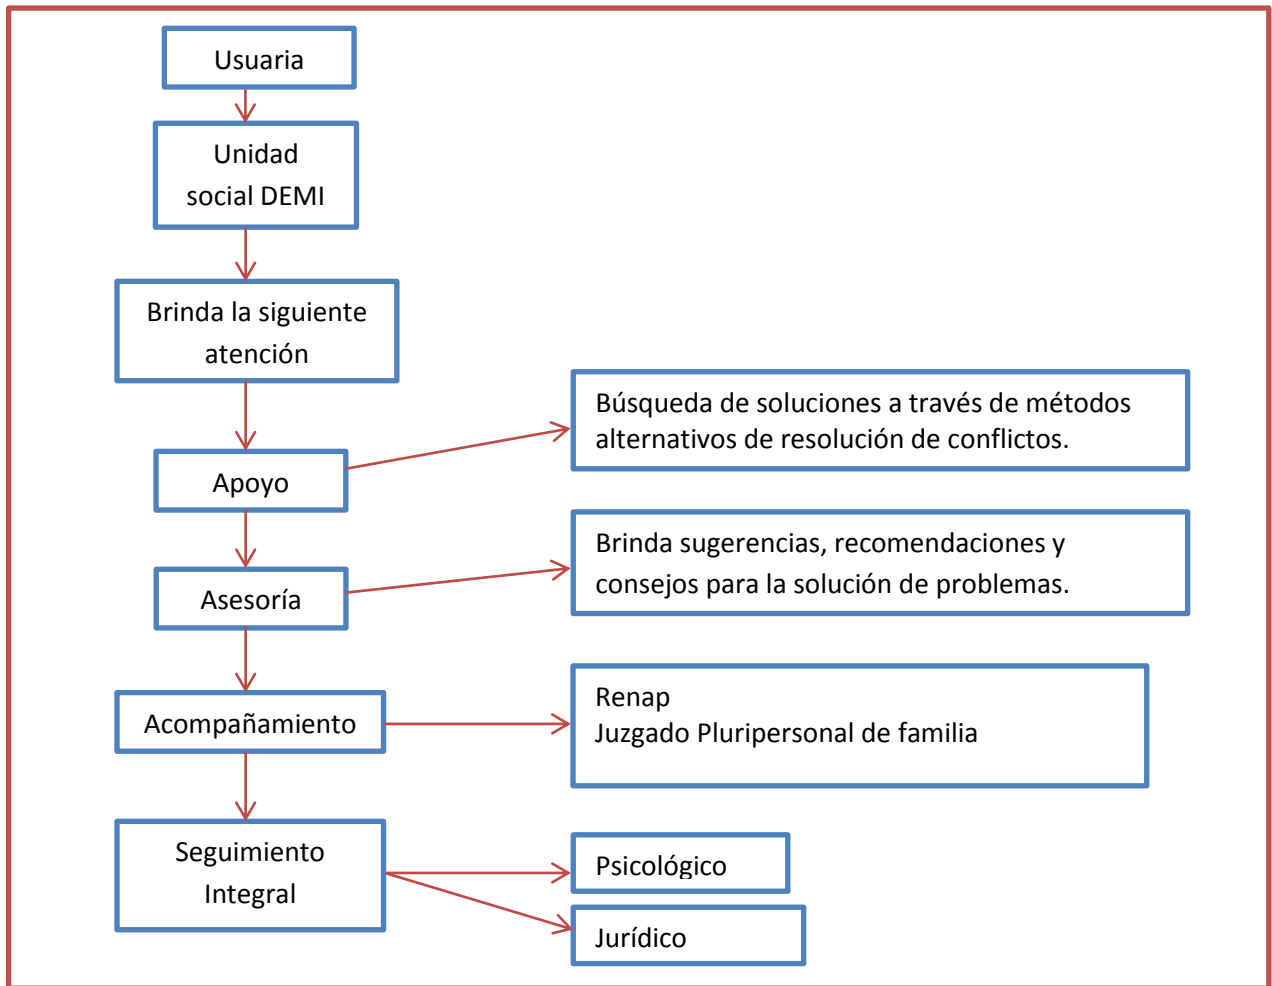 Usuaria
Unidad
social DEMI
Brinda la siguiente
atención
Búsqueda de soluciones a través de métodos
alternativos de resolución de conflictos.
Apoyo
Brinda sugerencias, recomendaciones y
consejos para la solución de problemas.
Asesoría
Renap
Juzgado Pluripersonal de familia
Acompañamiento
Seguimiento
Integral
Psicológico
Jurídico